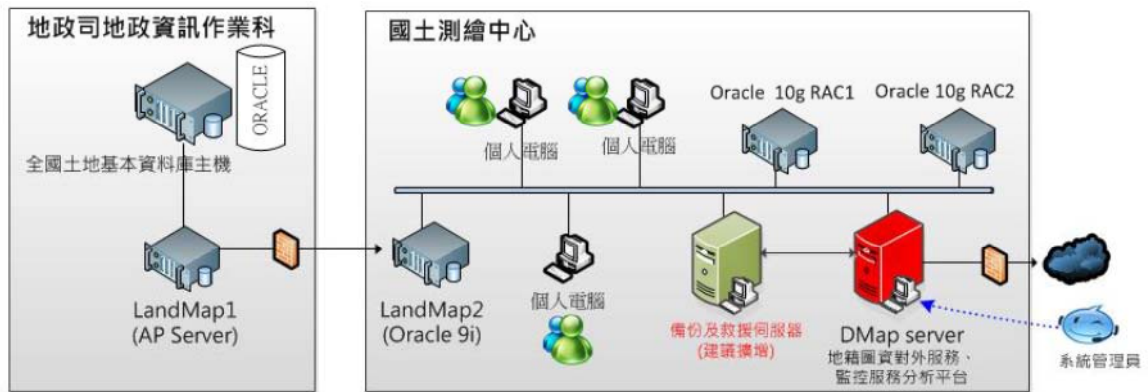 地政司地政資訊作業科
ORACLE
全國土地基本資料庫主機
LandMap1
(AP Server)
國土測繪中心
個人電腦
個人電腦
Oracle 10g RAC1
Oracle 10g RAC2
LandMap2
(Oracle 9i)
個人電腦
備份及救援伺服器
(建議擴增)
DMap server
地籍圖資對外服務、
監控服務分析平台
系統管理員